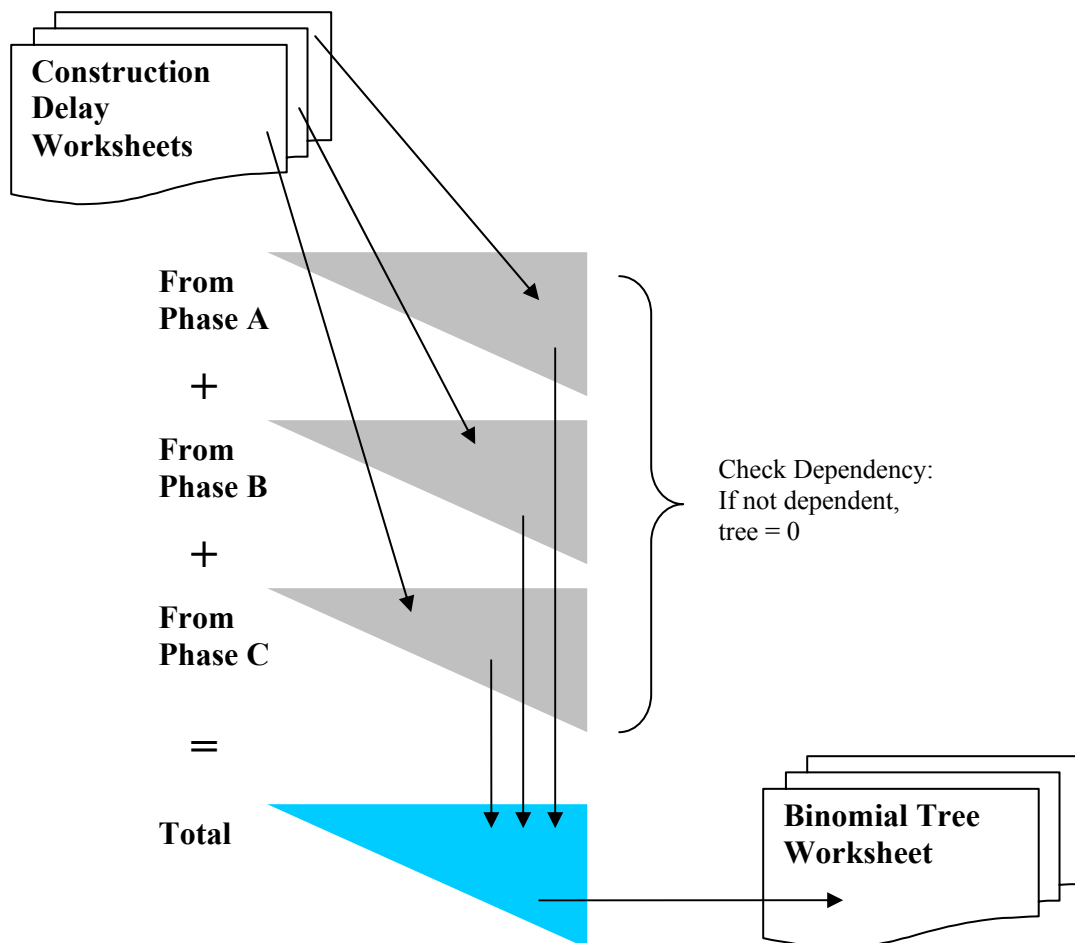 Construction
Delay
Worksheets
From
Phase A
+
From
Phase B
+
From
Phase C
=
Total
Check Dependency:
If not dependent,
tree = 0
Binomial Tree
Worksheet